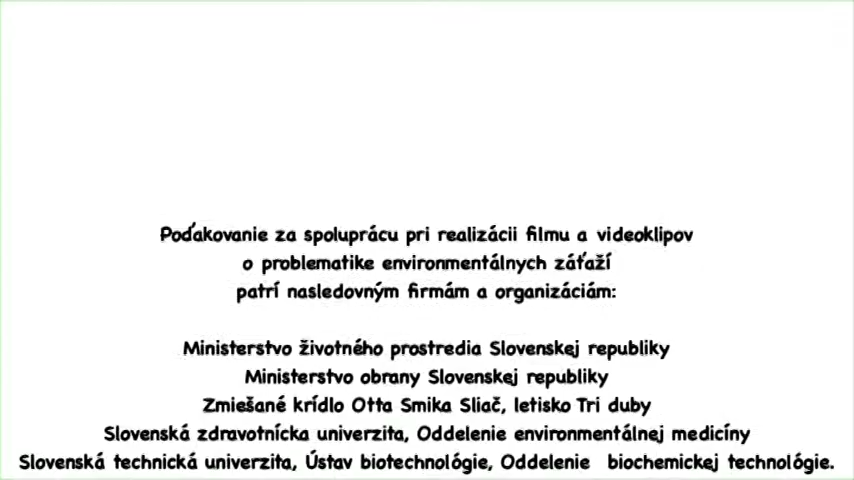 Poďakovanie za spoluprácu pri realizácii filmu a videoklipov
o problematike environmentálnych záťaží
patrí nasledovným firmám a organizáciám:
Ministerstvo životného prostredia Slovenskej republiky
Ministerstvo obrany Slovenskej republiky
Zmiešané krídlo Otta Smika Sliač, letisko Tri duby
Slovenská zdravotnícka univerzita, Oddelenie environmentálnej medicíny
Slovenská technická univerzita, Ústav biotechnológie, Oddelenie biochemickej technológie.